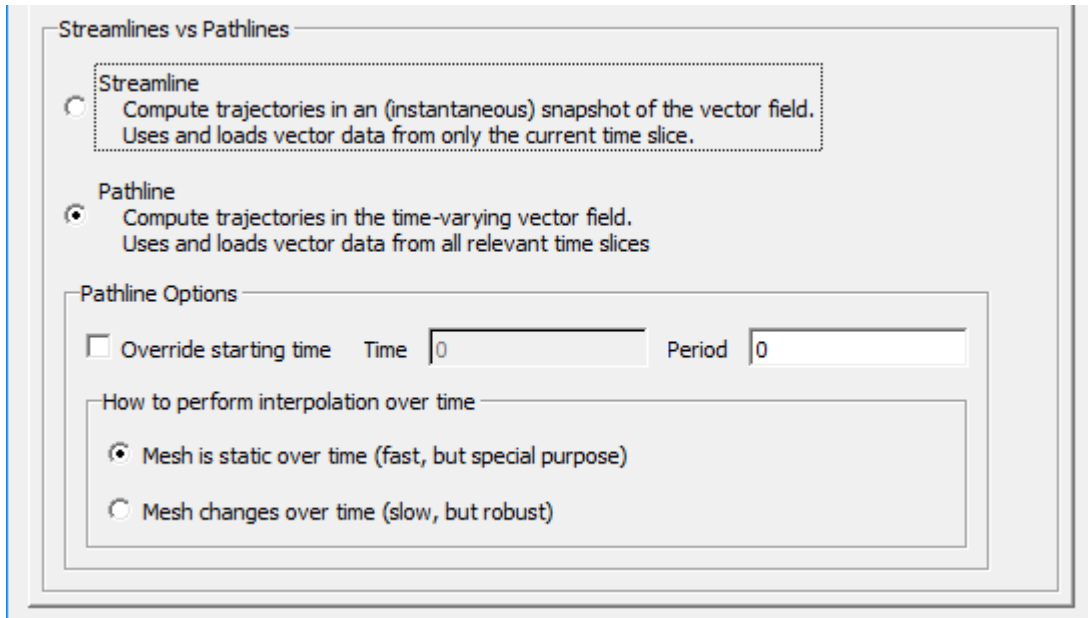 Streamlines vs Pathlines
Streamline
Compute trajectories in an (instantaneous) snapshot of the vector field.
Uses and loads vector data from only the current time slice.
Pathline
Compute trajectories in the time-varying vector field.
Uses and loads vector data from all relevant time slices
Pathline Options
Override starting time Time 0 Period 0
How to perform interpolation over time
Mesh is static over time (fast, but special purpose)
Mesh changes over time (slow, but robust)